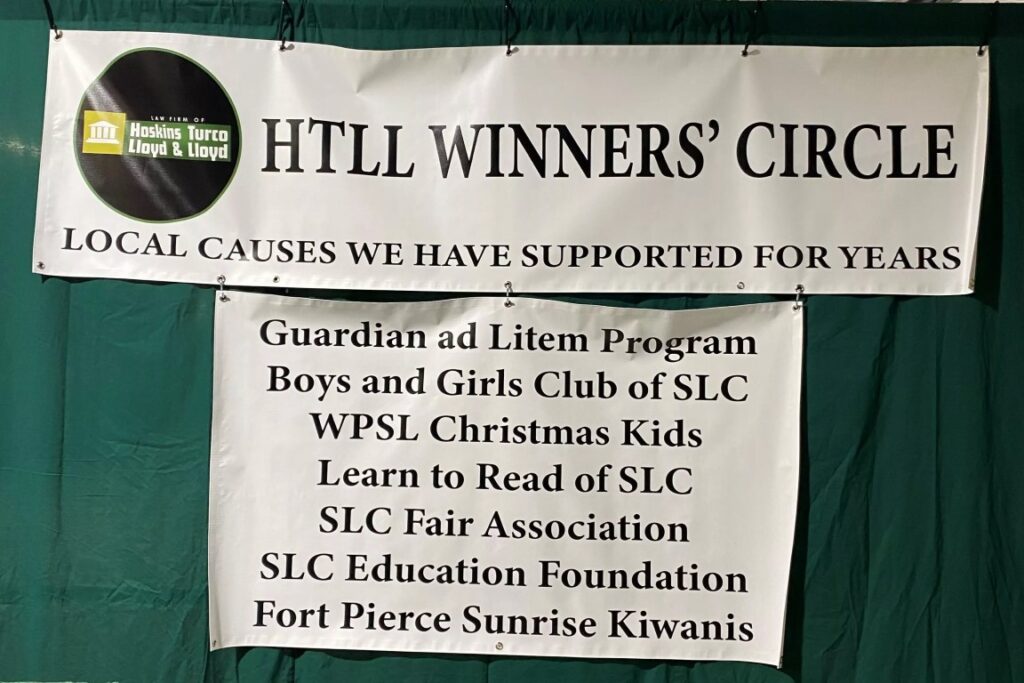 LAW FIRM OF
Hoskins Turco
Lloyd & Lloyd
HTLL WINNERS' CIRCLE
LOCAL CAUSES WE HAVE SUPPORTED FOR YEARS
Guardian ad Litem Program
Boys and Girls Club of SLC
WPSL Christmas Kids
Learn to Read of SLC
SLC Fair Association
SLC Education Foundation
Fort Pierce Sunrise Kiwanis